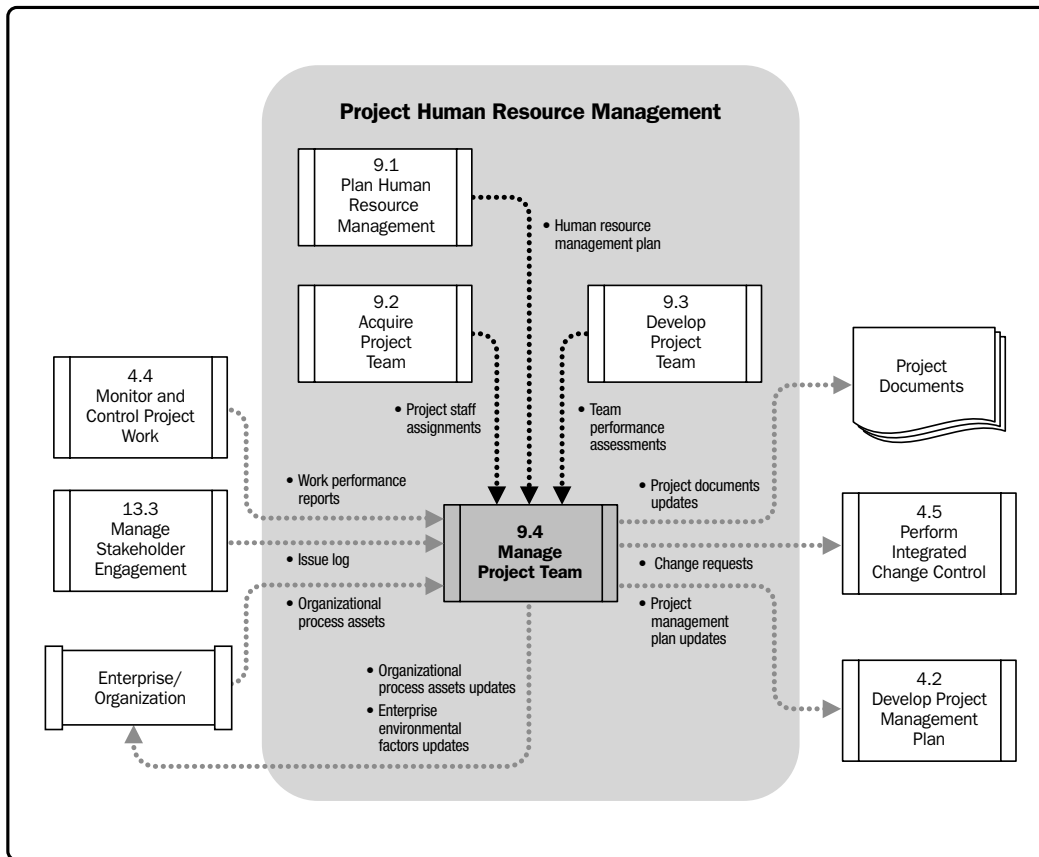 Project Human Resource Management
9.1
Plan Human
Resource
Management
• Human resource
management plan
9.2
Acquire
Project
Team
9.3
Develop
Project
Team
• Project staff
assignments
• Team
performance
assessments
4.4
Monitor and
Control Project
Work
Project
Documents
• Work performance
reports
• Project documents
updates
13.3
Manage
Stakeholder
Engagement
• Issue log
9.4
Manage
Project Team
• Change requests
4.5
Perform
Integrated
Change Control
• Organizational
process assets
• Project
management
plan updates
Enterprise/
Organization
• Organizational
process assets updates
• Enterprise
environmental
factors updates
4.2
Develop Project
Management
Plan